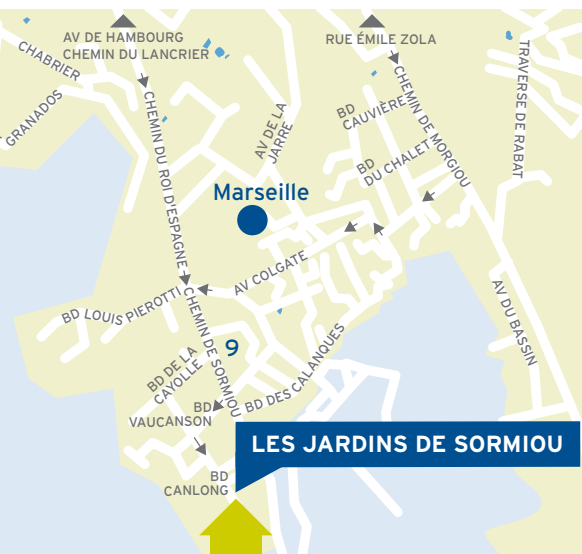 AV DE HAMBOURG
CHEMIN DU LANCRIER
RUE ÉMILE ZOLA
CHABRIER
GRANADOS
CHEMIN DU ROI D'ESPAGNE
AV DE LA
JARRE
BD
CAUVIÈRE
CHEMIN DE MORGIOU
TRAVERSE DE RABAT
BD
DU CHALET
Marseille
AV COLGATE
BD LOUIS PIEROTTI
CHEMIN DE SORMIOU
AV DU BASSIN
9
BD DE LA
CAYOLLE
BD DES CALANQUES
BD
VAUCANSON
LES JARDINS DE SORMIOU
BD
CANLONG